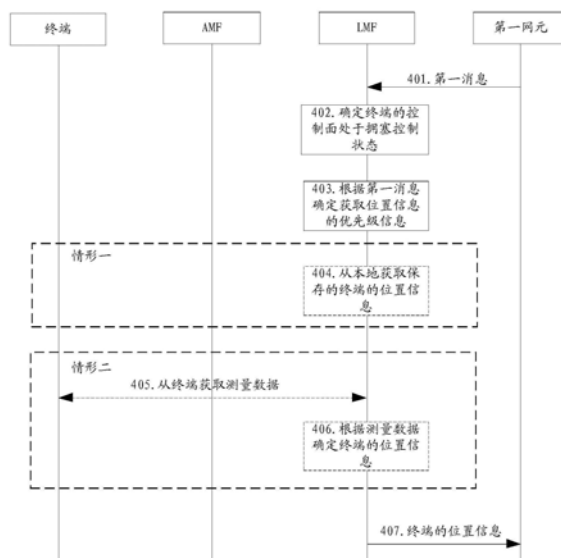 终端
AMF
LMF
第一网元
401.第一消息
402.确定终端的控
制面处于拥塞控制
状态
403.根据第一消息
确定获取位置信息
的优先级信息
情形一
404.从本地获取保
存的终端的位置信
息
情形二
405.从终端获取测量数据
406.根据测量数据
确定终端的位置信
息
407.终端的位置信息